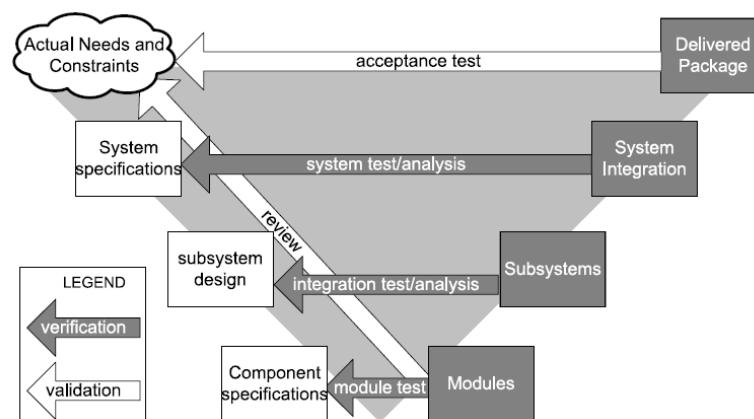 Actual Needs and
Constraints
acceptance test
Delivered
Package
System
specifications
system test/analysis
System
Integration
review
subsystem
design
integration test/analysis
Subsystems
LEGEND
verification
validation
Component
specifications
module test
Modules